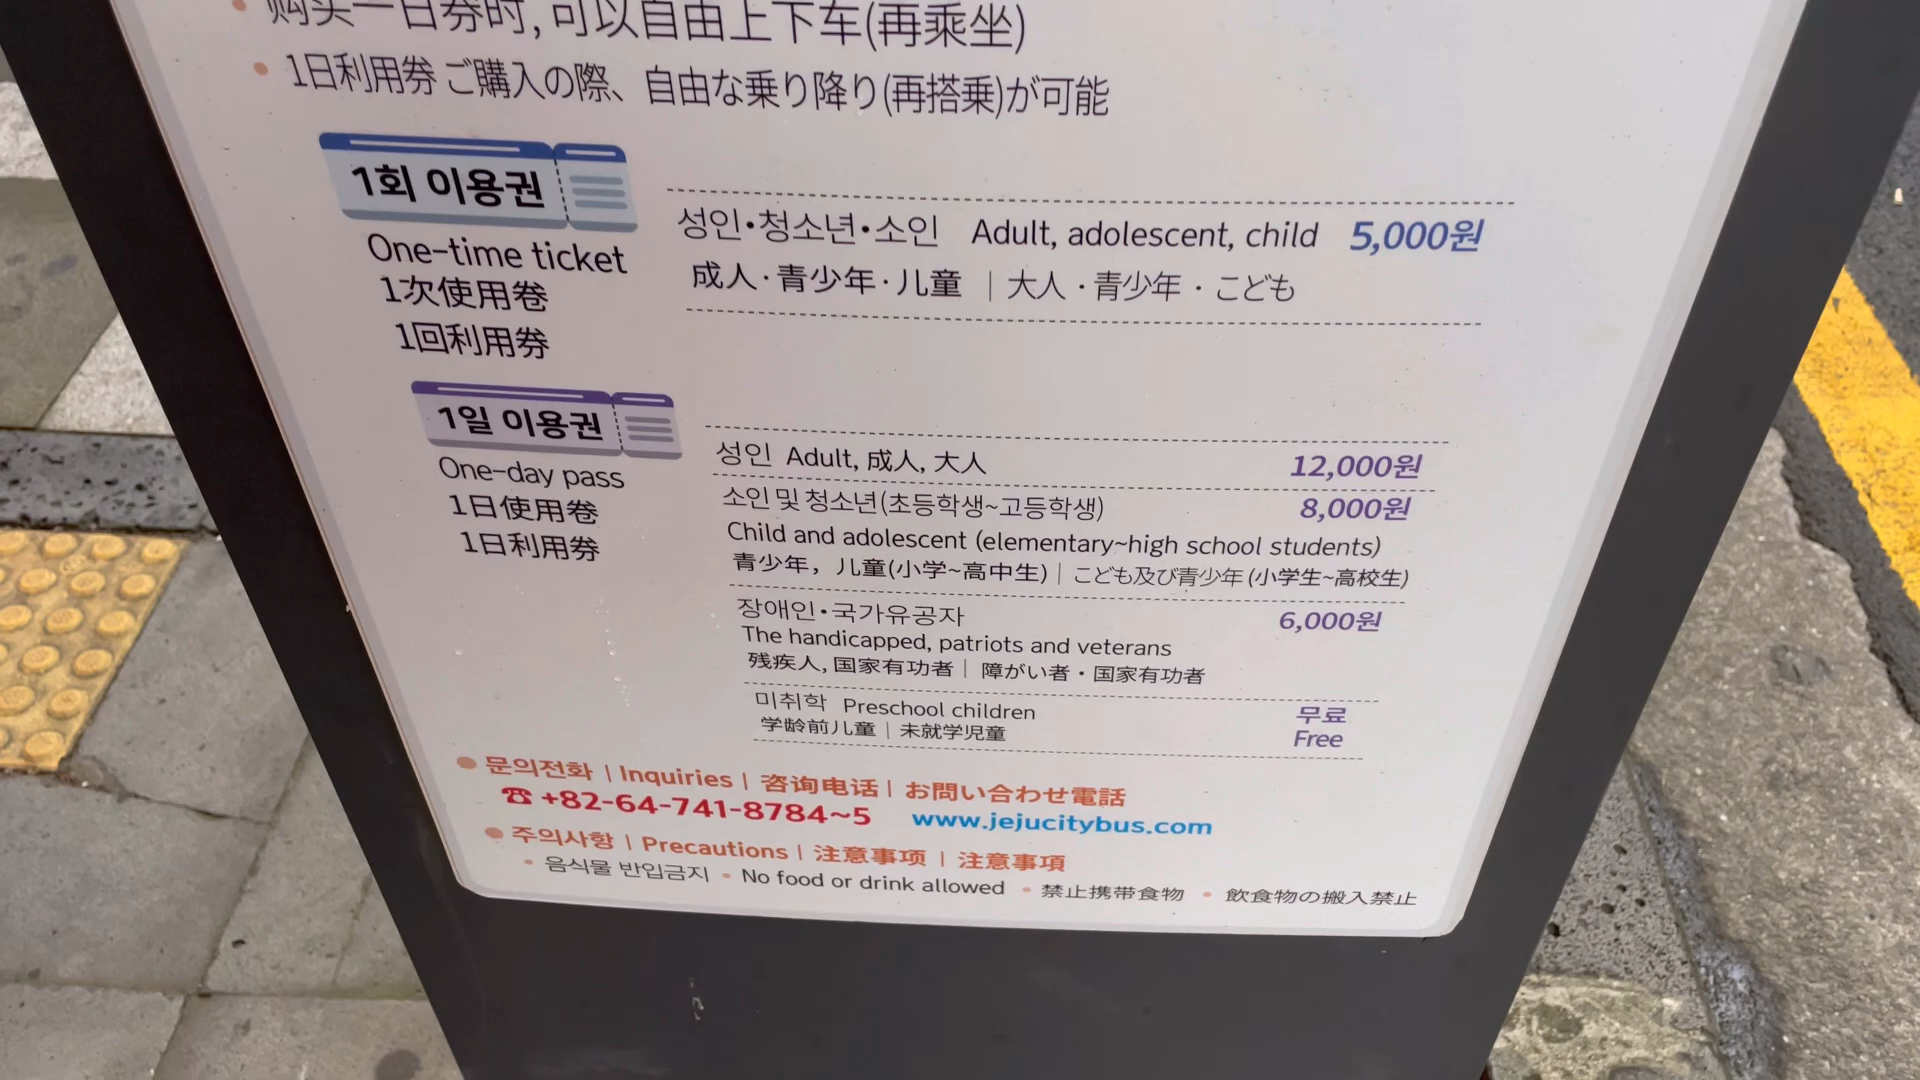 购买一日券时, 可以自由上下车(再乘坐)
1日利用券 ご購入の際、自由な乗り降り(再搭乗)が可能
1회 이용권
One-time ticket
1次使用卷
1回利用券
성인·청소년·소인 Adult, adolescent, child 5,000원
成人·青少年·儿童 | 大人・青少年・こども
1일 이용권
One-day pass
1日使用卷
1日利用券
성인 Adult, 成人, 大人 12,000원
소인 및 청소년(초등학생~고등학생) 8,000원
Child and adolescent (elementary~high school students)
青少年，儿童(小学~高中生) | こども及び青少年 (小学生~高校生)
장애인·국가유공자 6,000원
The handicapped, patriots and veterans
残疾人, 国家有功者 | 障がい者・国家有功者
미취학 Preschool children 무료
学龄前儿童 | 未就学児童 Free
문의전화 | Inquiries | 咨询电话 | お問い合わせ電話
☎ +82-64-741-8784~5 www.jejucitybus.com
주의사항 | Precautions | 注意事项 | 注意事項
음식물 반입금지 • No food or drink allowed • 禁止携带食物 • 飲食物の搬入禁止